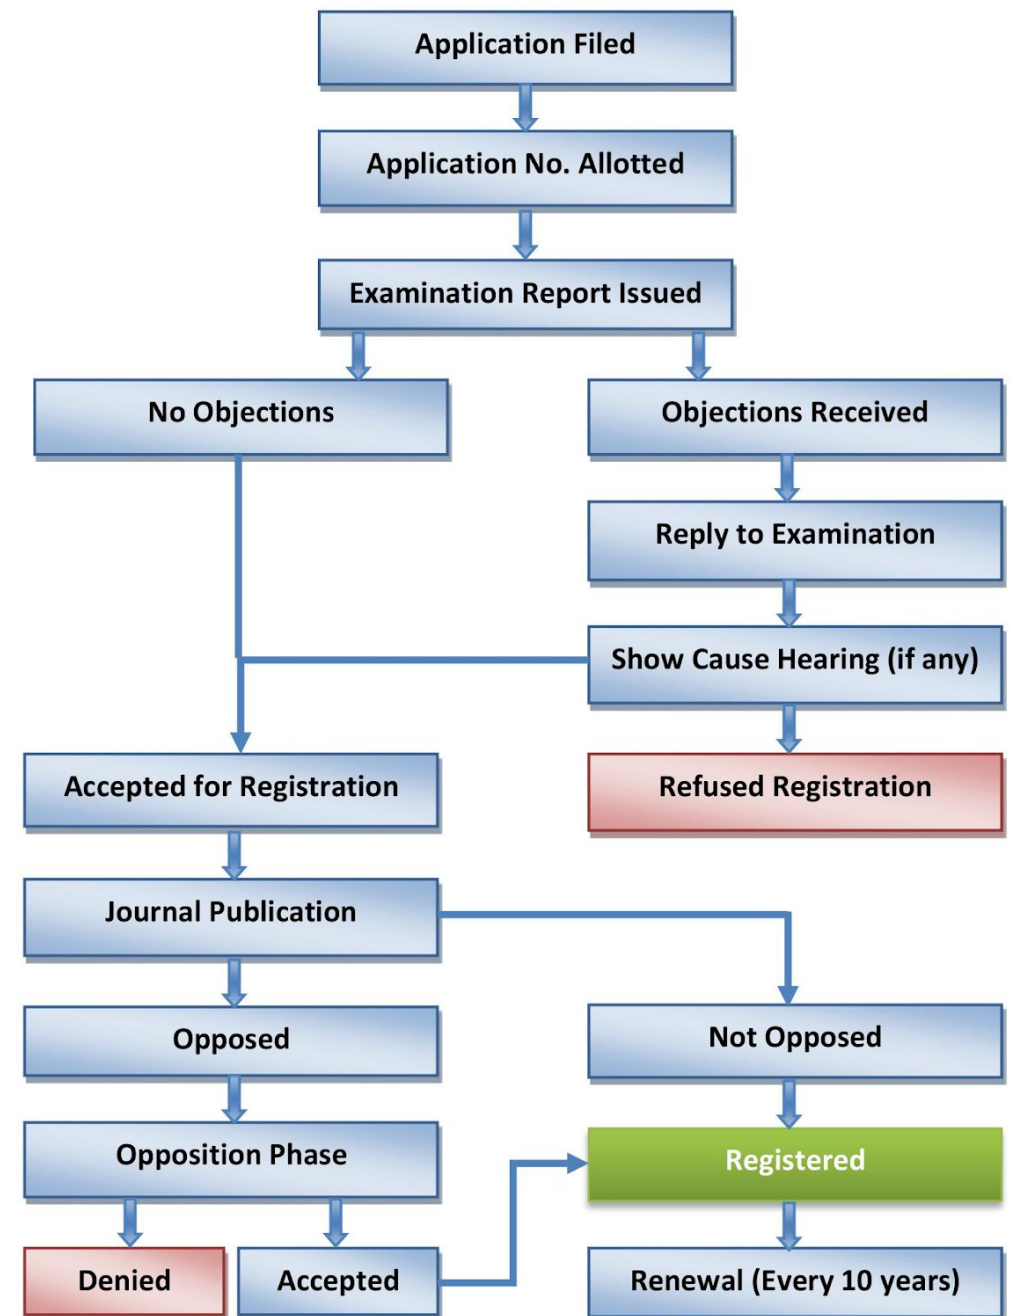 Application Filed
Application No. Allotted
Examination Report Issued
No Objections
Objections Received
Reply to Examination
Show Cause Hearing (if any)
Accepted for Registration
Refused Registration
Journal Publication
Opposed
Not Opposed
Opposition Phase
Registered
Denied
Accepted
Renewal (Every 10 years)